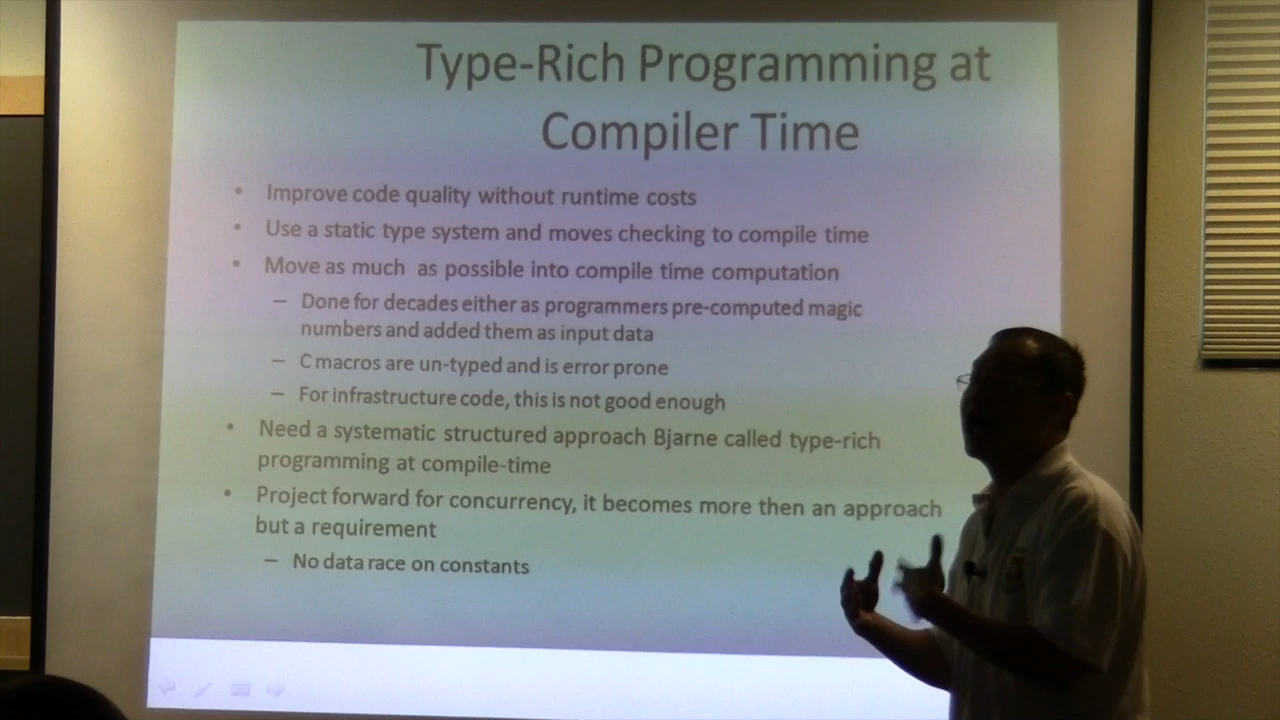 Type-Rich Programming at
Compiler Time
• Improve code quality without runtime costs
• Use a static type system and moves checking to compile time
• Move as much as possible into compile time computation
– Done for decades either as programmers pre-computed magic
numbers and added them as input data
– C macros are un-typed and is error prone
– For infrastructure code, this is not good enough
• Need a systematic structured approach Bjarne called type-rich
programming at compile-time
• Project forward for concurrency, it becomes more then an approach
but a requirement
– No data race on constants